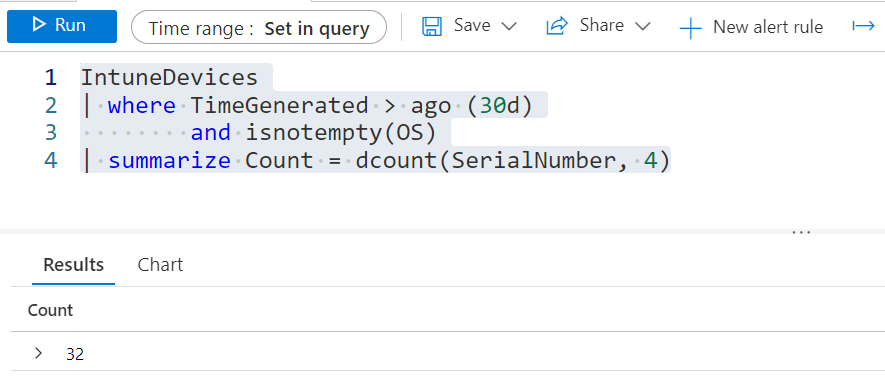 Run Time range : Set in query Save Share New alert rule
1 IntuneDevices
2 | where TimeGenerated > ago (30d)
3 and isnotempty(OS)
4 | summarize Count = dcount(SerialNumber, 4)
Results Chart
Count
32